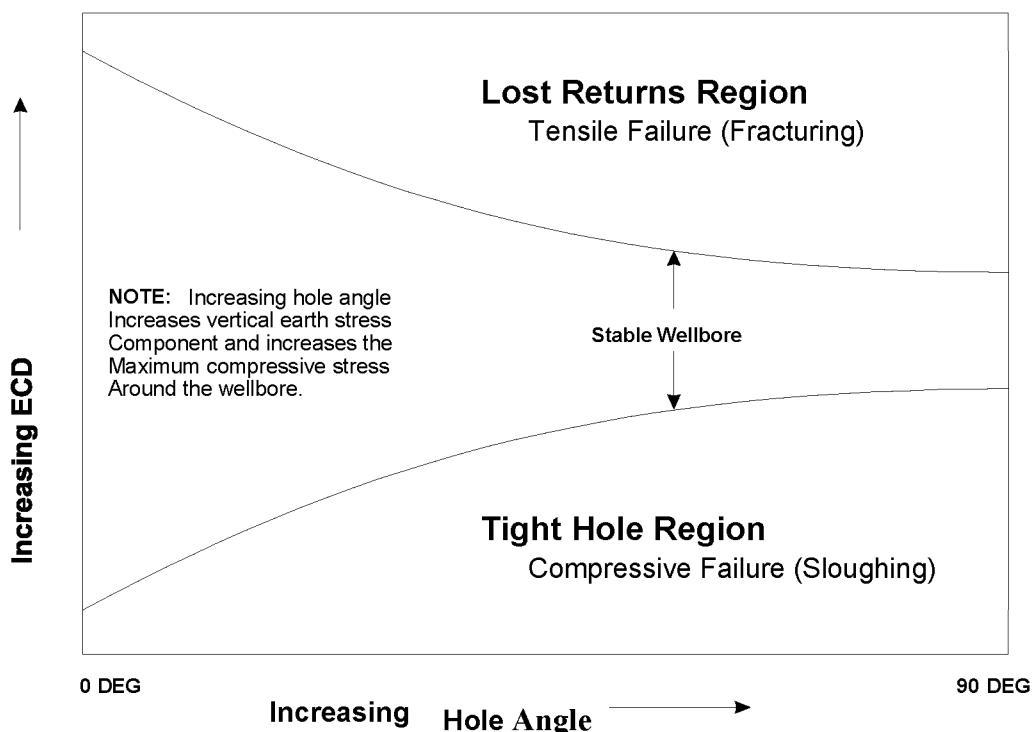 Lost Returns Region
Tensile Failure (Fracturing)
NOTE: Increasing hole angle
Increases vertical earth stress
Component and increases the
Maximum compressive stress
Around the wellbore.
Stable Wellbore
Increasing ECD
Tight Hole Region
Compressive Failure (Sloughing)
0 DEG
90 DEG
Increasing Hole Angle